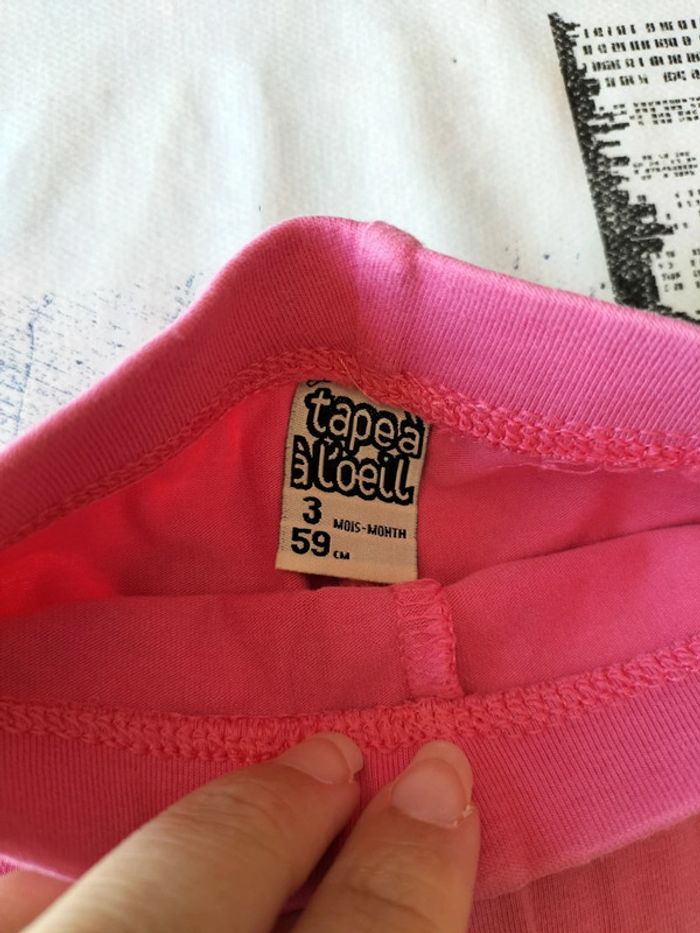 tape à
à l'oeil
3 MOIS-MONTH
59 CM